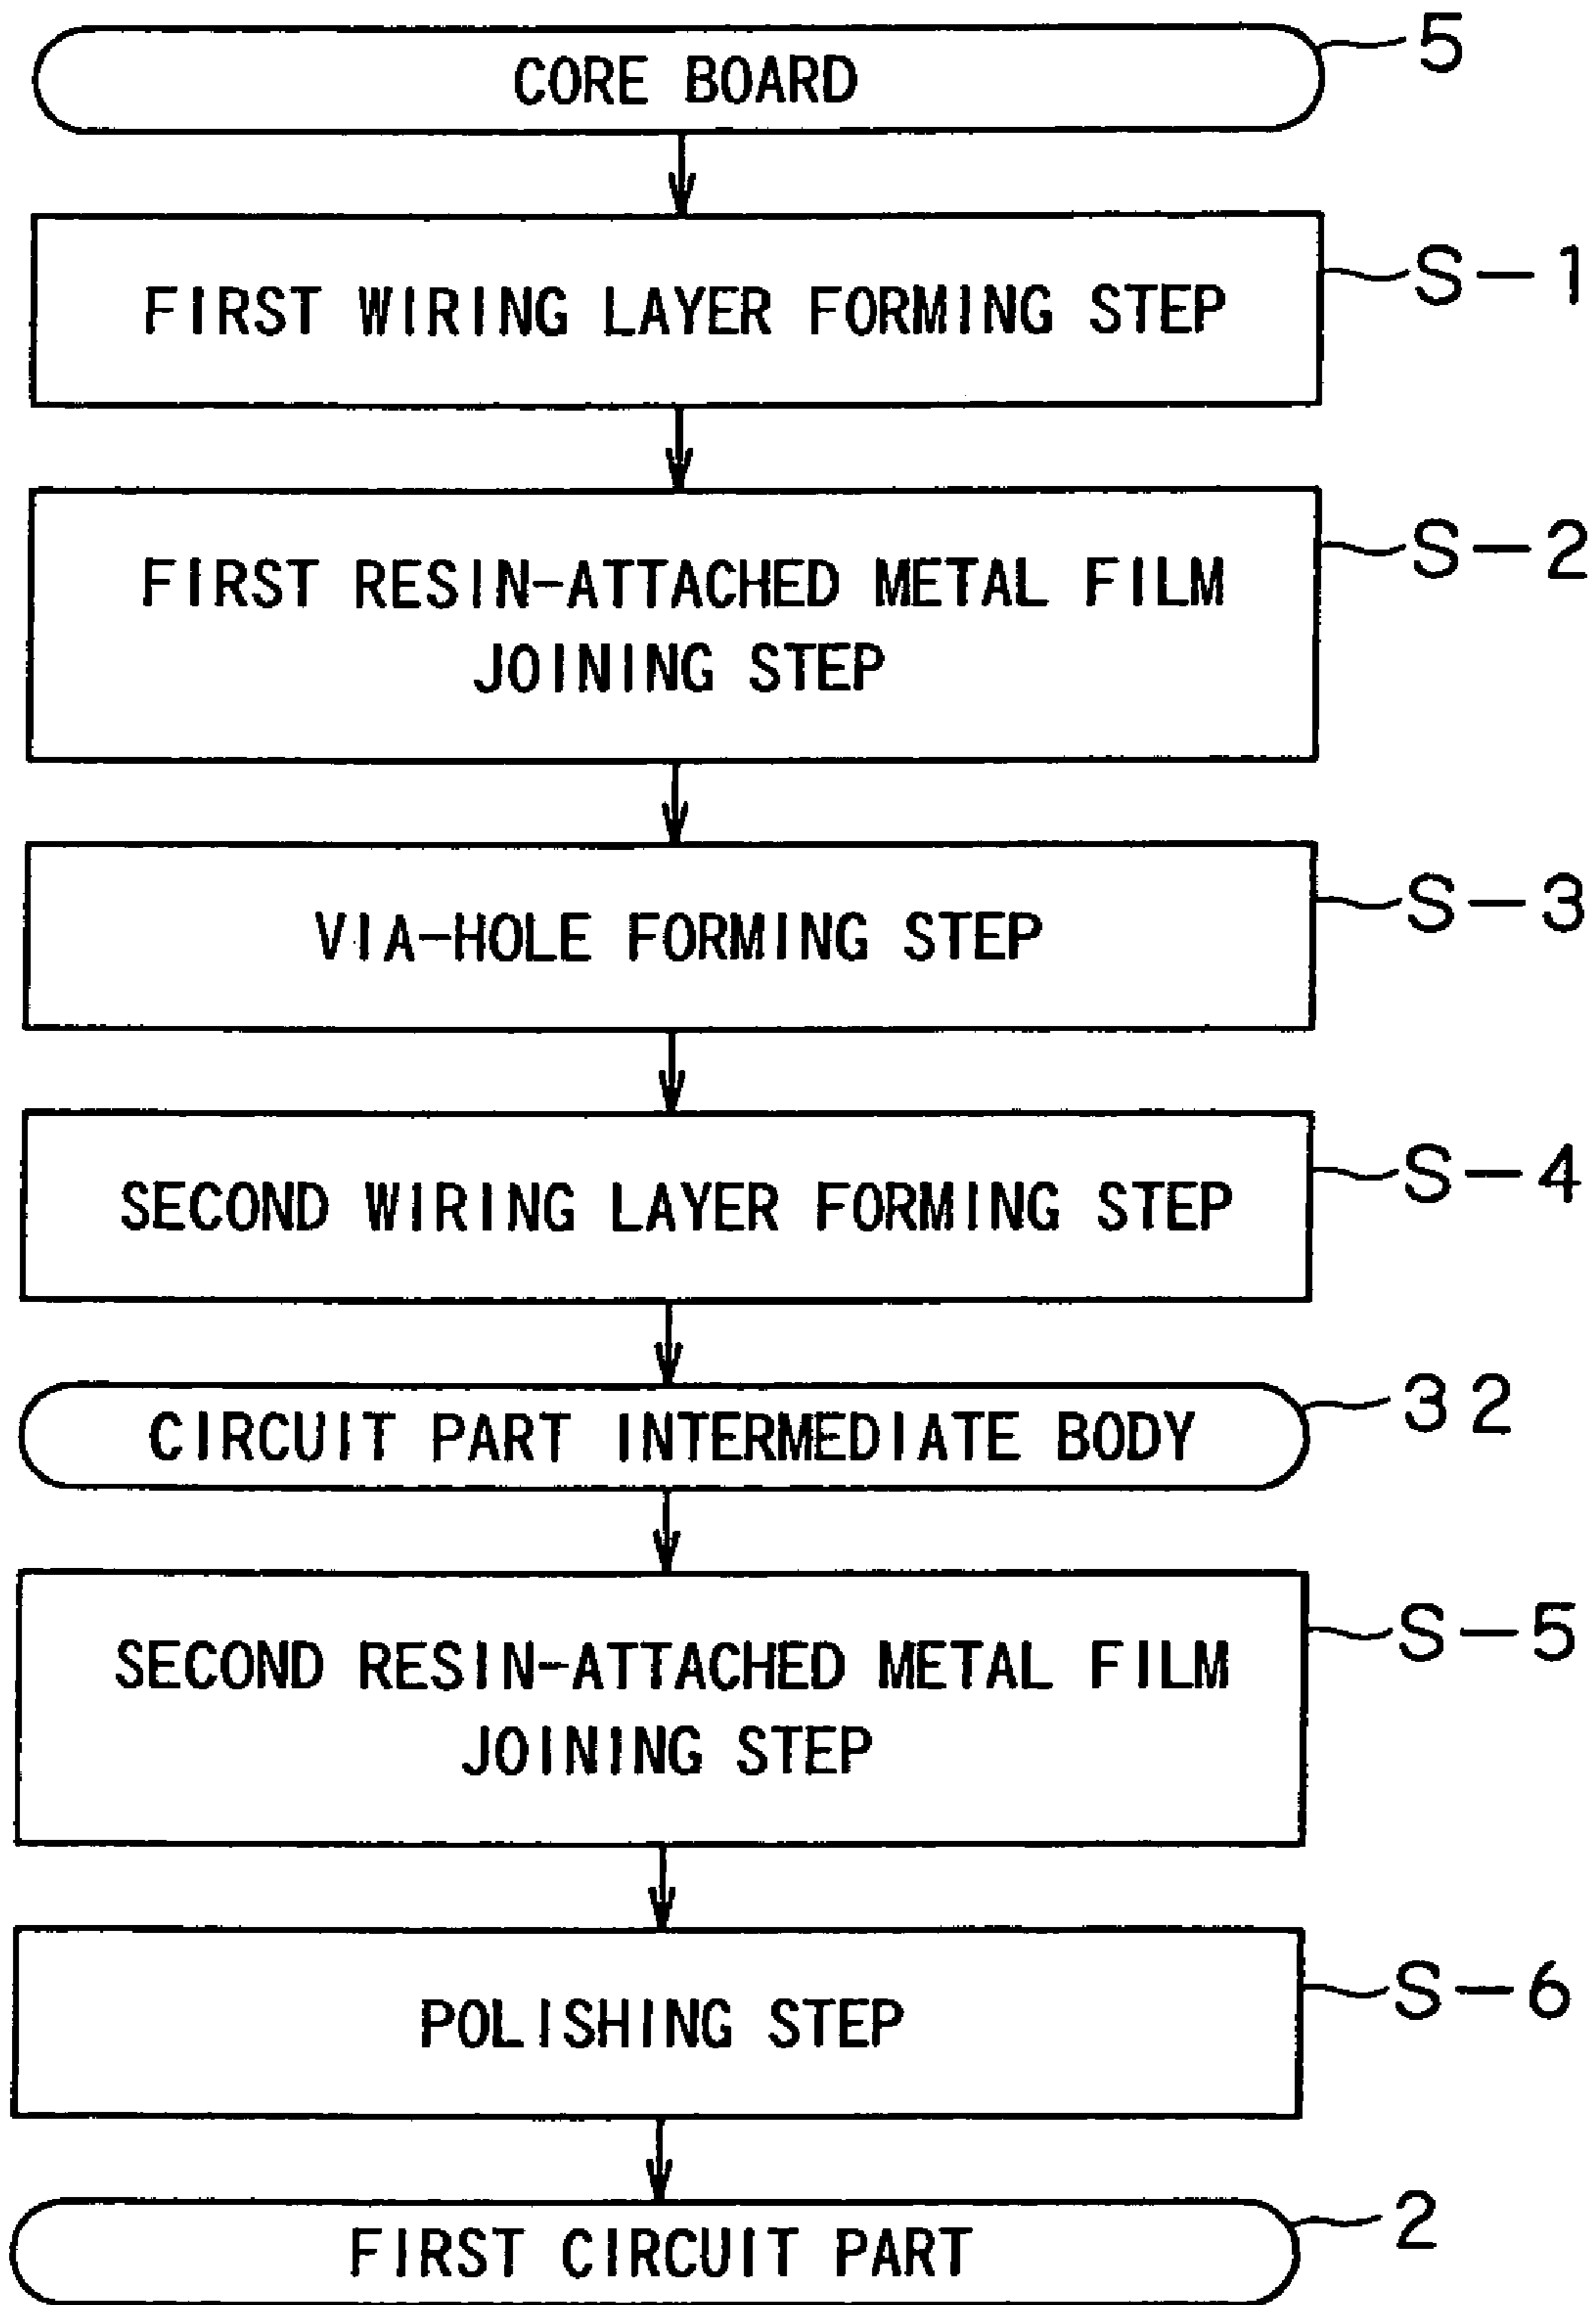 CORE BOARD
5
FIRST WIRING LAYER FORMING STEP
S-1
FIRST RESIN-ATTACHED METAL FILM
JOINING STEP
S-2
VIA-HOLE FORMING STEP
S-3
SECOND WIRING LAYER FORMING STEP
S-4
CIRCUIT PART INTERMEDIATE BODY
32
SECOND RESIN-ATTACHED METAL FILM
JOINING STEP
S-5
POLISHING STEP
S-6
FIRST CIRCUIT PART
2